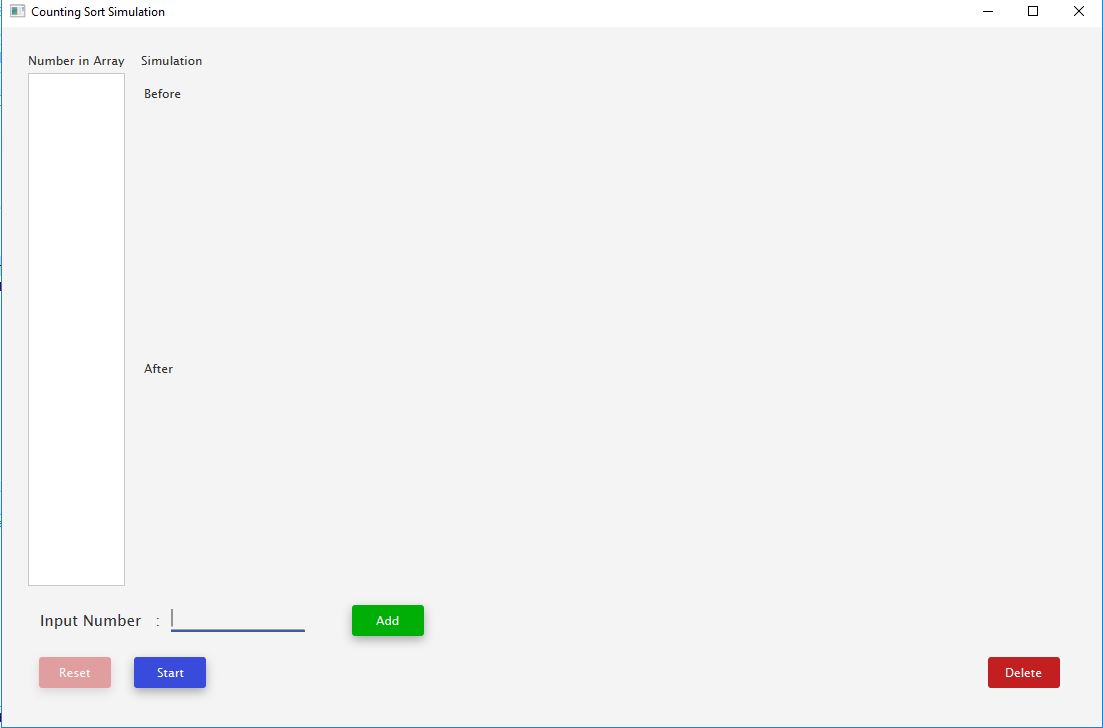 Counting Sort Simulation
Number in Array Simulation
Before
After
Input Number : Add
Reset Start Delete